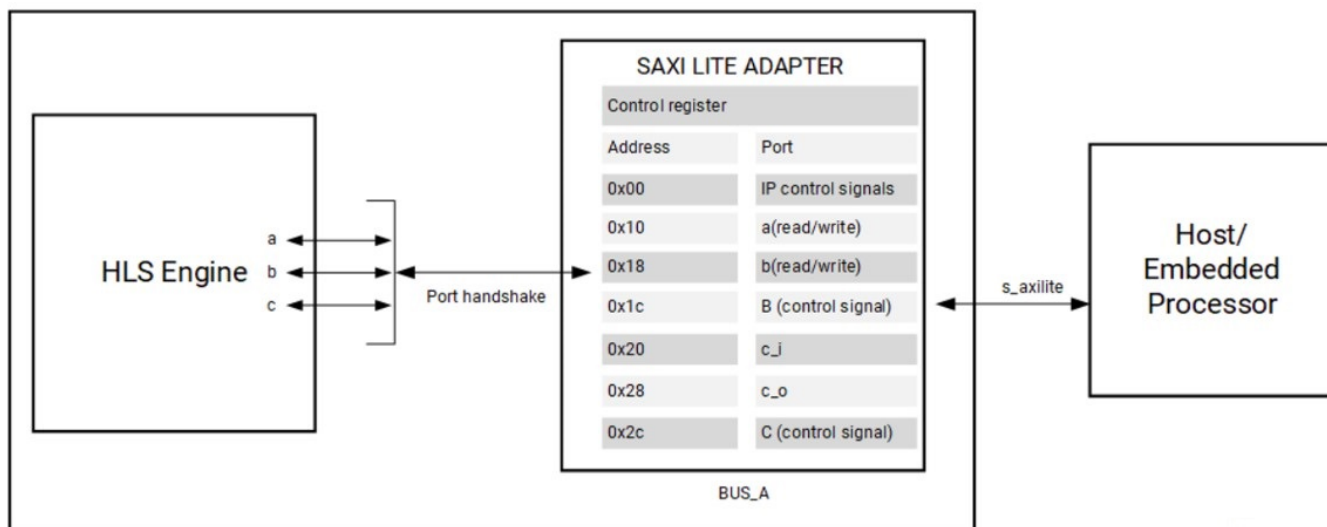 SAXI LITE ADAPTER
Control register
Address Port
0x00 IP control signals
0x10 a(read/write)
0x18 b(read/write)
0x1c B (control signal)
0x20 c_i
0x28 c_o
0x2c C (control signal)
BUS_A
HLS Engine
a
b
c
Port handshake
s_axilite
Host/
Embedded
Processor